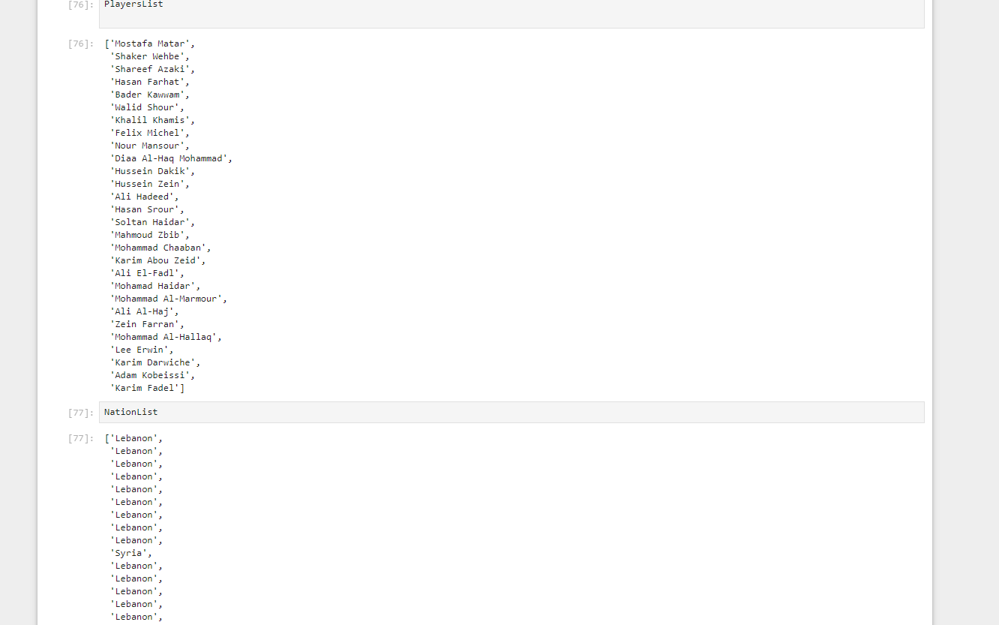 [76]: PlayersList
[76]: ['Mostafa Matar',
'Shaker Wehbe',
'Shareef Azaki',
'Hasan Farhat',
'Bader Kawwam',
'Walid Shour',
'Khalil Khamis',
'Felix Michel',
'Nour Mansour',
'Diaa Al-Haq Mohammad',
'Hussein Dakik',
'Hussein Zein',
'Ali Hadeed',
'Hasan Srour',
'Soltan Haidar',
'Mahmoud Zbib',
'Mohammad Chaaban',
'Karim Abou Zeid',
'Ali El-Fadl',
'Mohamad Haidar',
'Mohammad Al-Marmour',
'Ali Al-Haj',
'Zein Farran',
'Mohammad Al-Hallaq',
'Lee Erwin',
'Karim Darwiche',
'Adam Kobeissi',
'Karim Fadel']
[77]: NationList
[77]: ['Lebanon',
'Lebanon',
'Lebanon',
'Lebanon',
'Lebanon',
'Lebanon',
'Lebanon',
'Lebanon',
'Lebanon',
'Syria',
'Lebanon',
'Lebanon',
'Lebanon',
'Lebanon',
'Lebanon',